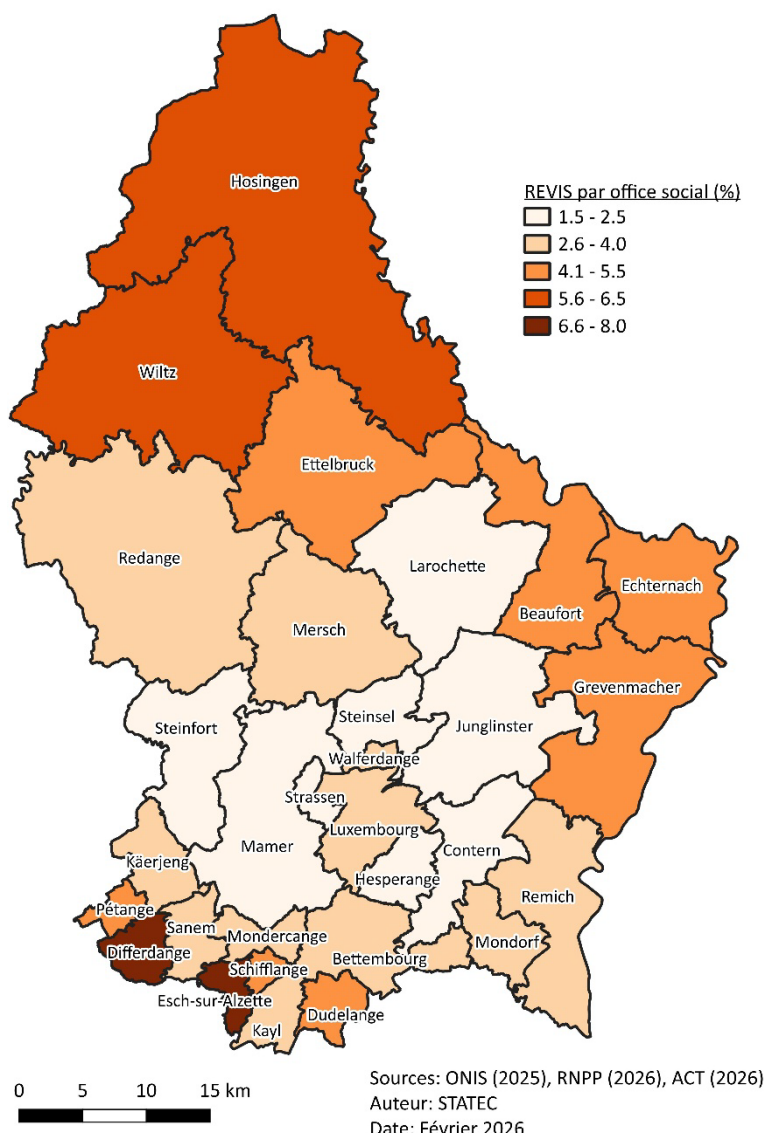 Hosingen
REVIS par office social (%)
1.5 - 2.5
2.6 - 4.0
4.1 - 5.5
5.6 - 6.5
6.6 - 8.0
Wiltz
Ettelbruck
Redange
Larochette
Echternach
Beaufort
Mersch
Grevenmacher
Steinfort
Steinsel
Junglinster
Walferdange
Strassen
Luxembourg
Mamer
Contern
Käerjeng
Hesperange
Remich
Pétange
Sanem
Mondercange
Mondorf
Differdange
Bettembourg
Schifflange
Esch-sur-Alzette
Dudelange
Kayl
0 5 10 15 km
Sources: ONIS (2025), RNPP (2026), ACT (2026)
Auteur: STATEC
Date: Février 2026